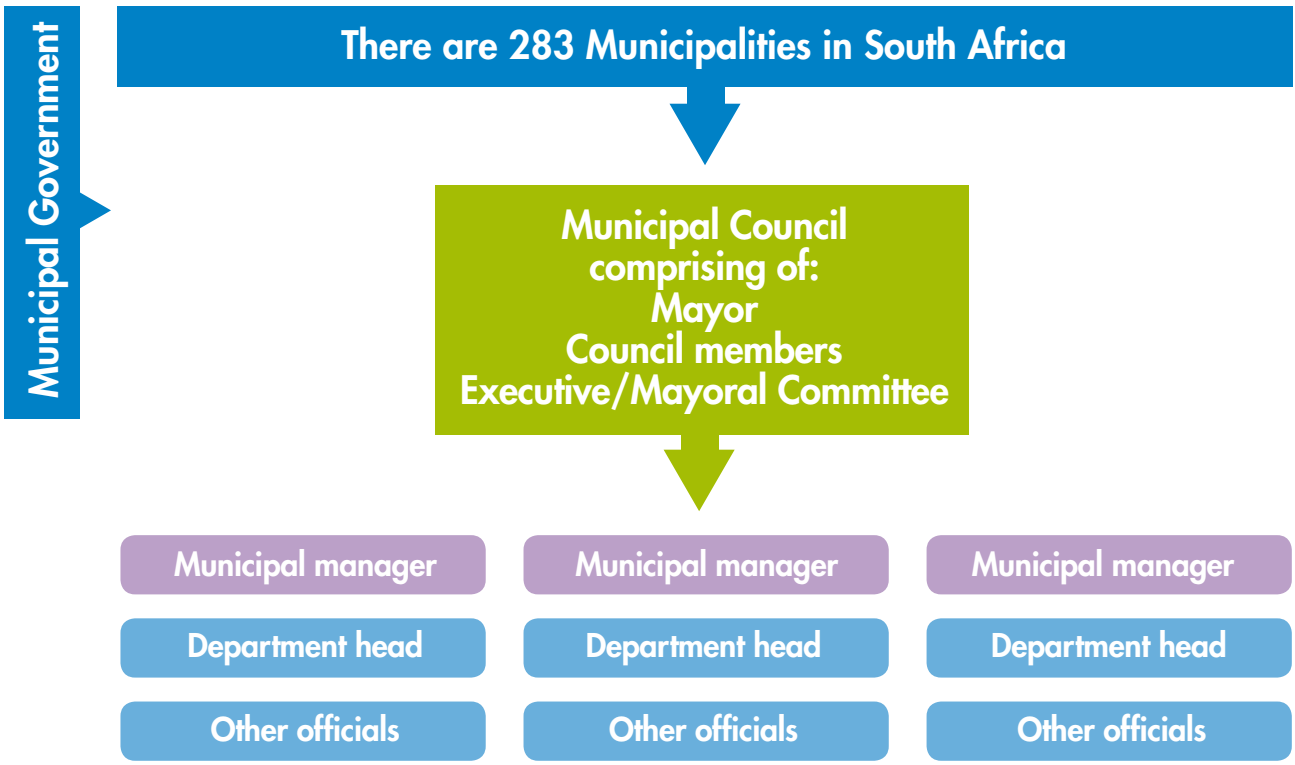 Municipal Government
There are 283 Municipalities in South Africa
Municipal Council
comprising of:
Mayor
Council members
Executive/Mayoral Committee
Municipal manager
Municipal manager
Municipal manager
Department head
Department head
Department head
Other officials
Other officials
Other officials